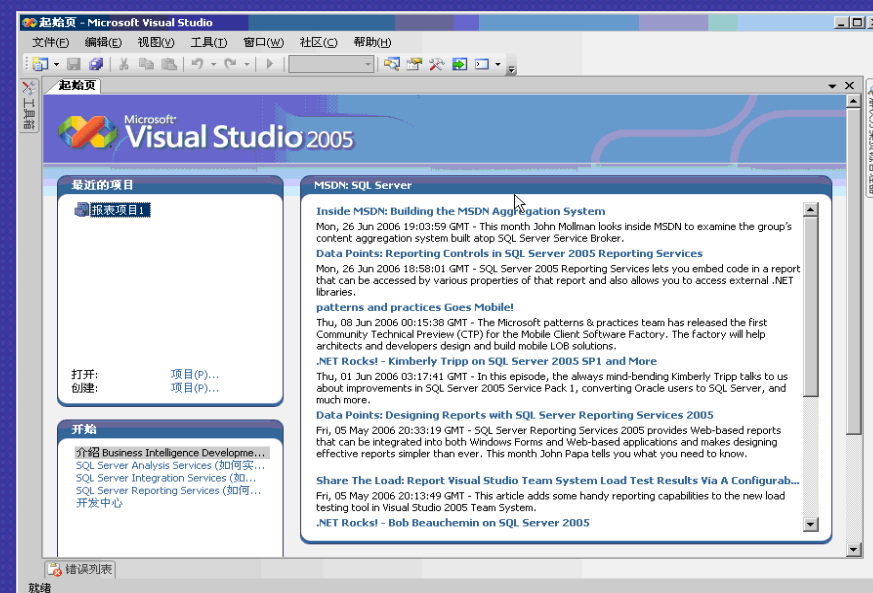 起始页 - Microsoft Visual Studio
文件(F) 编辑(E) 视图(V) 工具(T) 窗口(W) 社区(C) 帮助(H)
工具箱
起始页
Microsoft
Visual Studio 2005
最近的项目
报表项目1
打开: 项目(P)...
创建: 项目(P)...
开始
介绍 Business Intelligence Developme...
SQL Server Analysis Services (如何实...
SQL Server Integration Services (如...
SQL Server Reporting Services (如何...
开发中心
MSDN: SQL Server
Inside MSDN: Building the MSDN Aggregation System
Mon, 26 Jun 2006 19:03:59 GMT - This month John Mollman looks inside MSDN to examine the group's
content aggregation system built atop SQL Server Service Broker.
Data Points: Reporting Controls in SQL Server 2005 Reporting Services
Mon, 26 Jun 2006 18:58:01 GMT - SQL Server 2005 Reporting Services lets you embed code in a report
that can be accessed by various properties of that report and also allows you to access external .NET
libraries.
patterns and practices Goes Mobile!
Thu, 08 Jun 2006 00:15:38 GMT - The Microsoft patterns & practices team has released the first
Community Technical Preview (CTP) for the Mobile Client Software Factory. The factory will help
architects and developers design and build mobile LOB solutions.
.NET Rocks! - Kimberly Tripp on SQL Server 2005 SP1 and More
Thu, 01 Jun 2006 03:17:41 GMT - In this episode, the always mind-bending Kimberly Tripp talks to us
about improvements in SQL Server 2005 Service Pack 1, converting Oracle users to SQL Server, and
much more.
Data Points: Designing Reports with SQL Server Reporting Services 2005
Fri, 05 May 2006 20:33:19 GMT - SQL Server Reporting Services 2005 provides Web-based reports
that can be integrated into both Windows Forms and Web-based applications and makes designing
effective reports simpler than ever. This month John Papa tells you what you need to know.
Share The Load: Report Visual Studio Team System Load Test Results Via A Configurab...
Fri, 05 May 2006 20:13:49 GMT - This article adds some handy reporting capabilities to the new load
testing tool in Visual Studio 2005 Team System.
.NET Rocks! - Bob Beauchemin on SQL Server 2005
错误列表
就绪